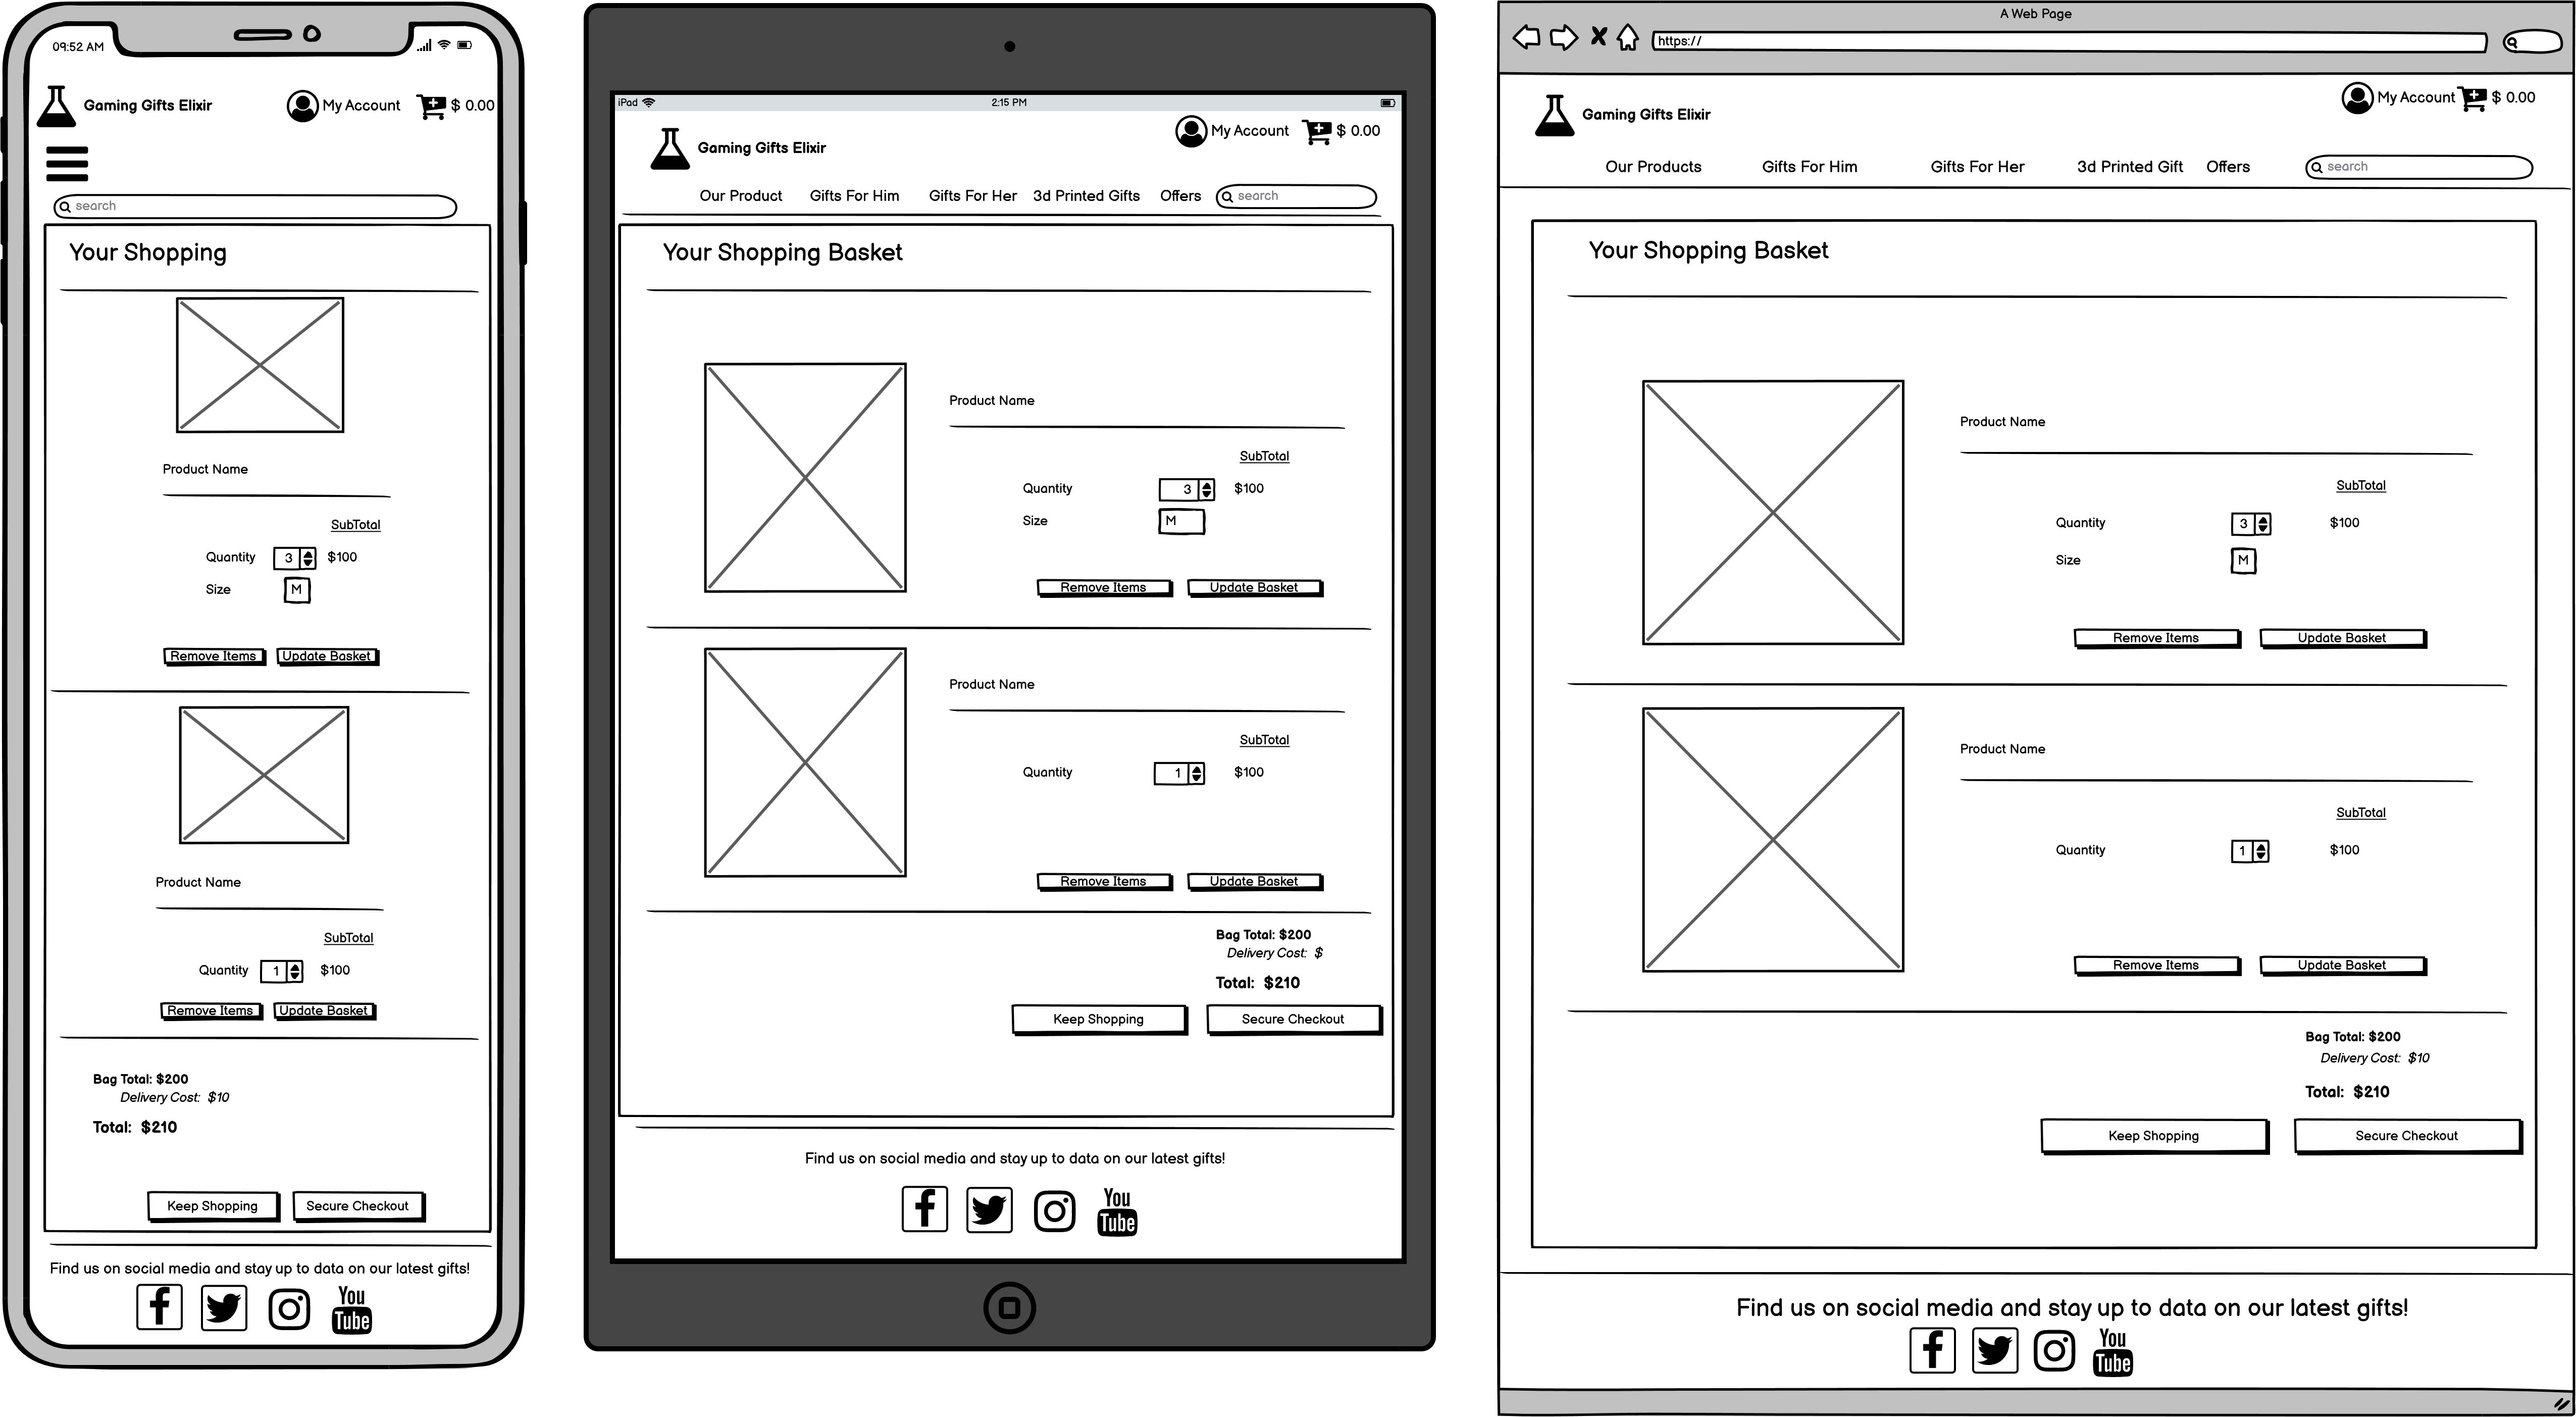 09:52 AM
Gaming Gifts Elixir
My Account
$ 0.00
search
Your Shopping
Product Name
SubTotal
Quantity 3 $100
Size M
Remove Items Update Basket
Product Name
SubTotal
Quantity 1 $100
Remove Items Update Basket
Bag Total: $200
Delivery Cost: $10
Total: $210
Keep Shopping Secure Checkout
Find us on social media and stay up to data on our latest gifts!
You
Tube
iPad 2:15 PM
My Account $ 0.00
Gaming Gifts Elixir
Our Product Gifts For Him Gifts For Her 3d Printed Gifts Offers search
Your Shopping Basket
Product Name
SubTotal
Quantity 3 $100
Size M
Remove Items Update Basket
Product Name
SubTotal
Quantity 1 $100
Remove Items Update Basket
Bag Total: $200
Delivery Cost: $
Total: $210
Keep Shopping Secure Checkout
Find us on social media and stay up to data on our latest gifts!
You
Tube
A Web Page
https://
My Account $ 0.00
Gaming Gifts Elixir
Our Products Gifts For Him Gifts For Her 3d Printed Gift Offers search
Your Shopping Basket
Product Name
SubTotal
Quantity 3 $100
Size M
Remove Items Update Basket
Product Name
SubTotal
Quantity 1 $100
Remove Items Update Basket
Bag Total: $200
Delivery Cost: $10
Total: $210
Keep Shopping Secure Checkout
Find us on social media and stay up to data on our latest gifts!
You
Tube